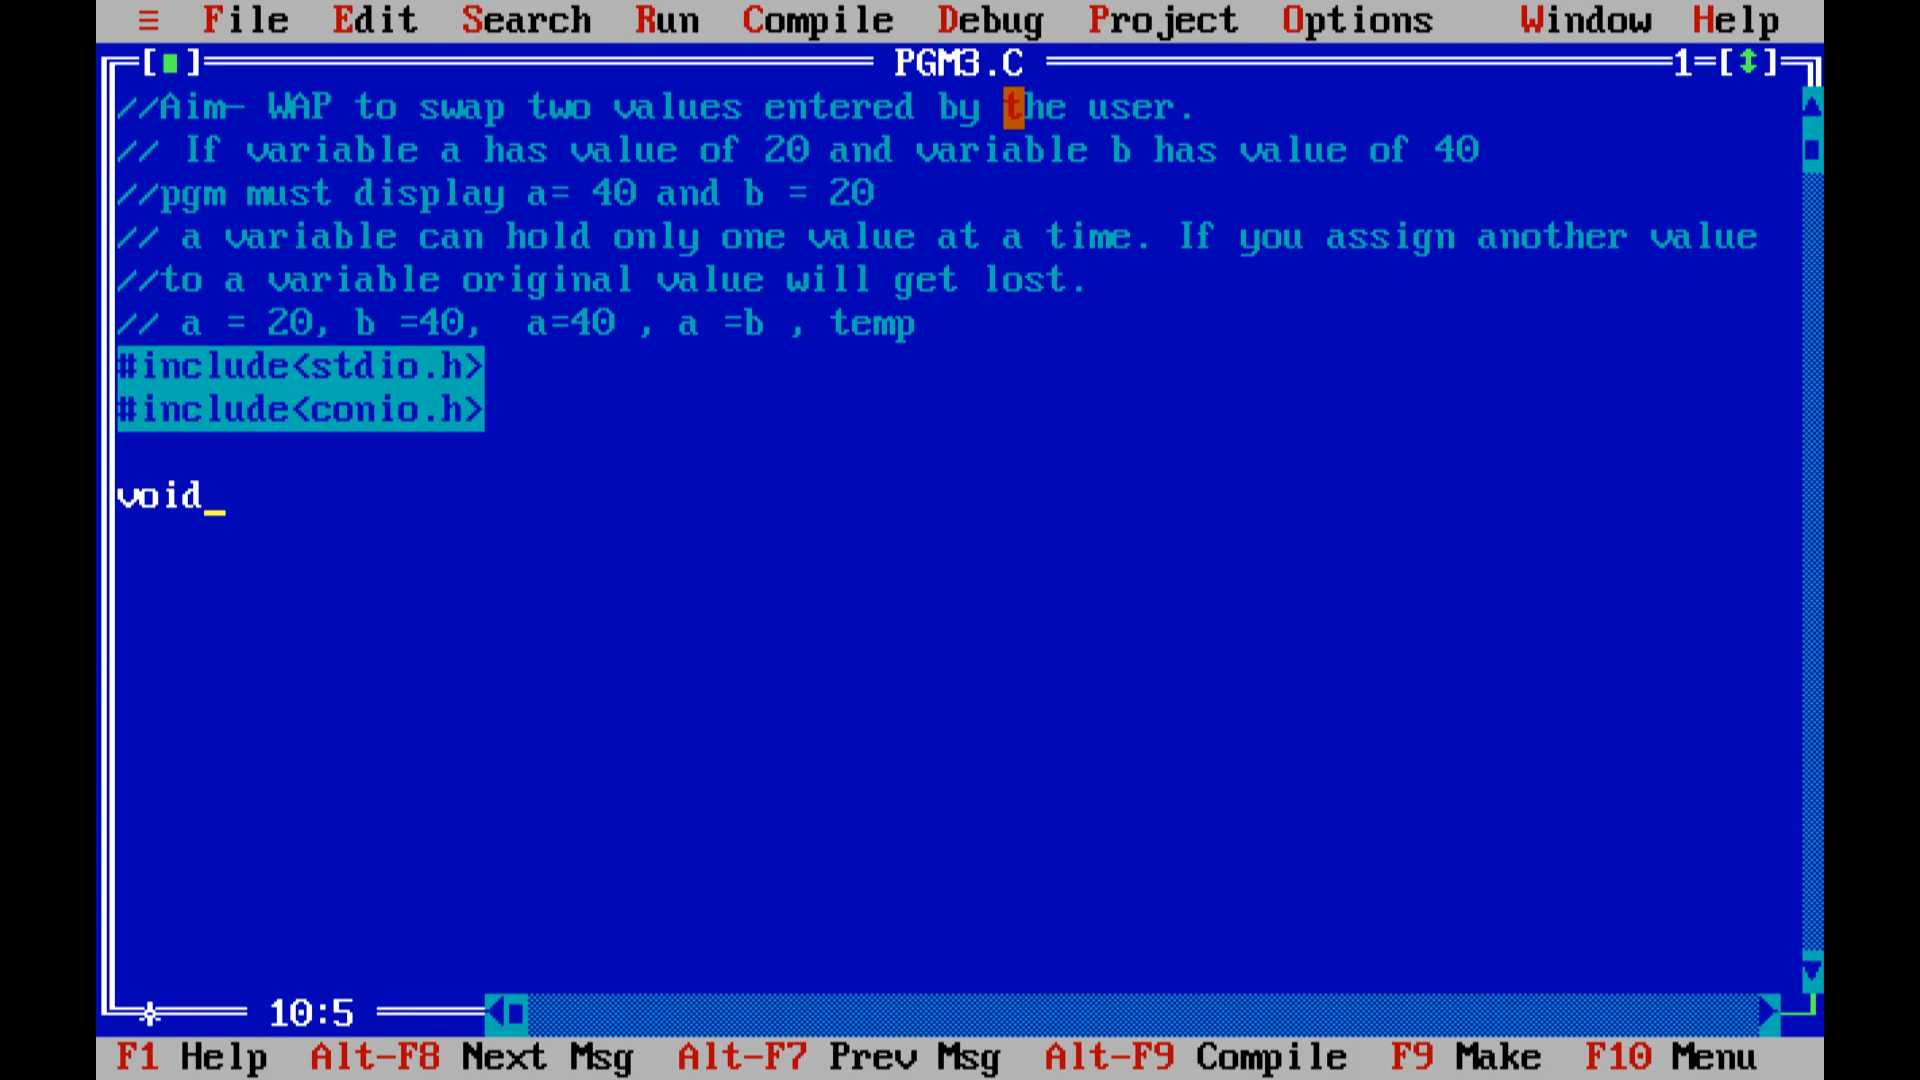 ≡ File Edit Search Run Compile Debug Project Options Window Help
[■] PGM3.C 1=[↕]
//Aim- WAP to swap two values entered by the user.
// If variable a has value of 20 and variable b has value of 40
//pgm must display a= 40 and b = 20
// a variable can hold only one value at a time. If you assign another value
//to a variable original value will get lost.
// a = 20, b =40,  a=40 , a =b , temp
#include<stdio.h>
#include<conio.h>
void_
10:5
F1 Help Alt-F8 Next Msg Alt-F7 Prev Msg Alt-F9 Compile F9 Make F10 Menu